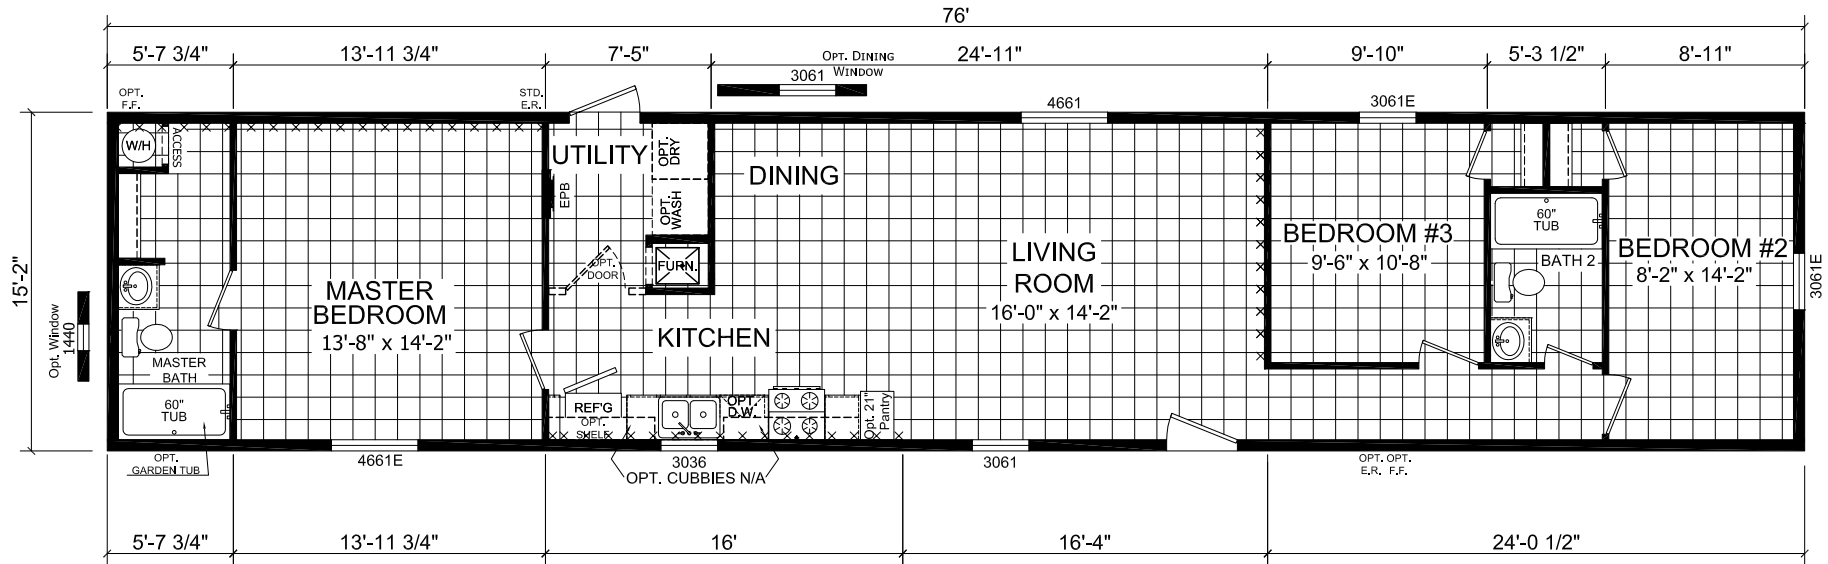 76'
5'-7 3/4"
13'-11 3/4"
7'-5"
24'-11"
9'-10"
5'-3 1/2"
8'-11"
OPT. DINING
WINDOW
3061
OPT.
F.F.
STD.
E.R.
4661
3061E
15'-2"
W/H
ACCESS
UTILITY
OPT.
DRY
OPT.
WASH
EPB
DINING
OPT.
DOOR
FURN.
LIVING
ROOM
16'-0" x 14'-2"
BEDROOM #3
9'-6" x 10'-8"
60"
TUB
BATH 2
BEDROOM #2
8'-2" x 14'-2"
3061E
MASTER
BEDROOM
13'-8" x 14'-2"
KITCHEN
Opt. Window
1440
MASTER
BATH
60"
TUB
REF'G
OPT.
SHELF
OPT.
D.W.
Opt. 21"
Pantry
OPT.
GARDEN TUB
4661E
3036
OPT. CUBBIES N/A
3061
OPT. OPT.
E.R. F.F.
5'-7 3/4"
13'-11 3/4"
16'
16'-4"
24'-0 1/2"